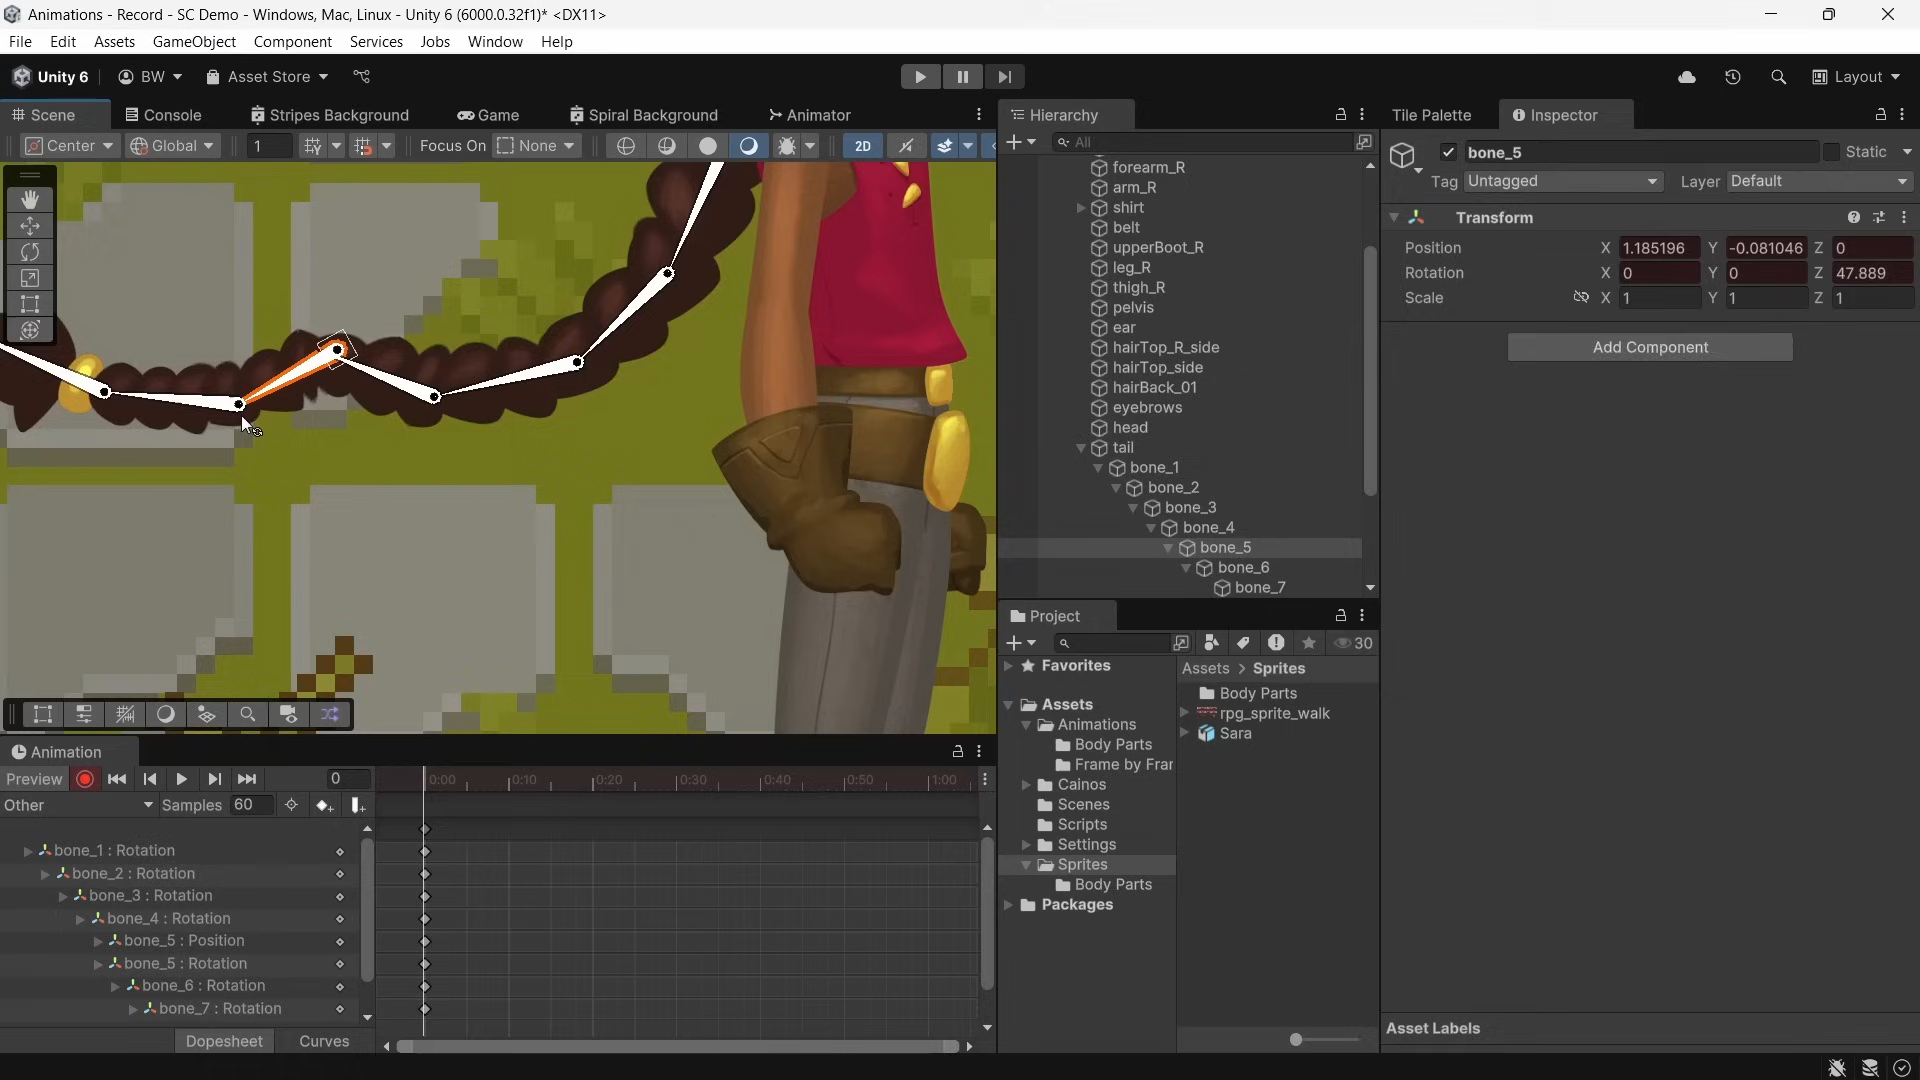 Animations - Record - SC Demo - Windows, Mac, Linux - Unity 6 (6000.0.32f1)* <DX11>
File Edit Assets GameObject Component Services Jobs Window Help
Unity 6 BW Asset Store Layout
Scene Console Stripes Background Game Spiral Background Animator
Center Global 1 Focus On None 2D
Hierarchy
All
forearm_R
arm_R
shirt
belt
upperBoot_R
leg_R
thigh_R
pelvis
ear
hairTop_R_side
hairTop_side
hairBack_01
eyebrows
head
tail
bone_1
bone_2
bone_3
bone_4
bone_5
bone_6
bone_7
Tile Palette Inspector
bone_5 Static
Tag Untagged Layer Default
Transform
Position X 1.185196 Y -0.081046 Z 0
Rotation X 0 Y 0 Z 47.889
Scale X 1 Y 1 Z 1
Add Component
Asset Labels
Project
30
Favorites
Assets
Animations
Body Parts
Frame by Frar
Cainos
Scenes
Scripts
Settings
Sprites
Body Parts
Packages
Assets > Sprites
Body Parts
rpg_sprite_walk
Sara
Animation
Preview 0 0:00 0:10 0:20 0:30 0:40 0:50 1:00
Other Samples 60
bone_1 : Rotation
bone_2 : Rotation
bone_3 : Rotation
bone_4 : Rotation
bone_5 : Position
bone_5 : Rotation
bone_6 : Rotation
bone_7 : Rotation
Dopesheet Curves